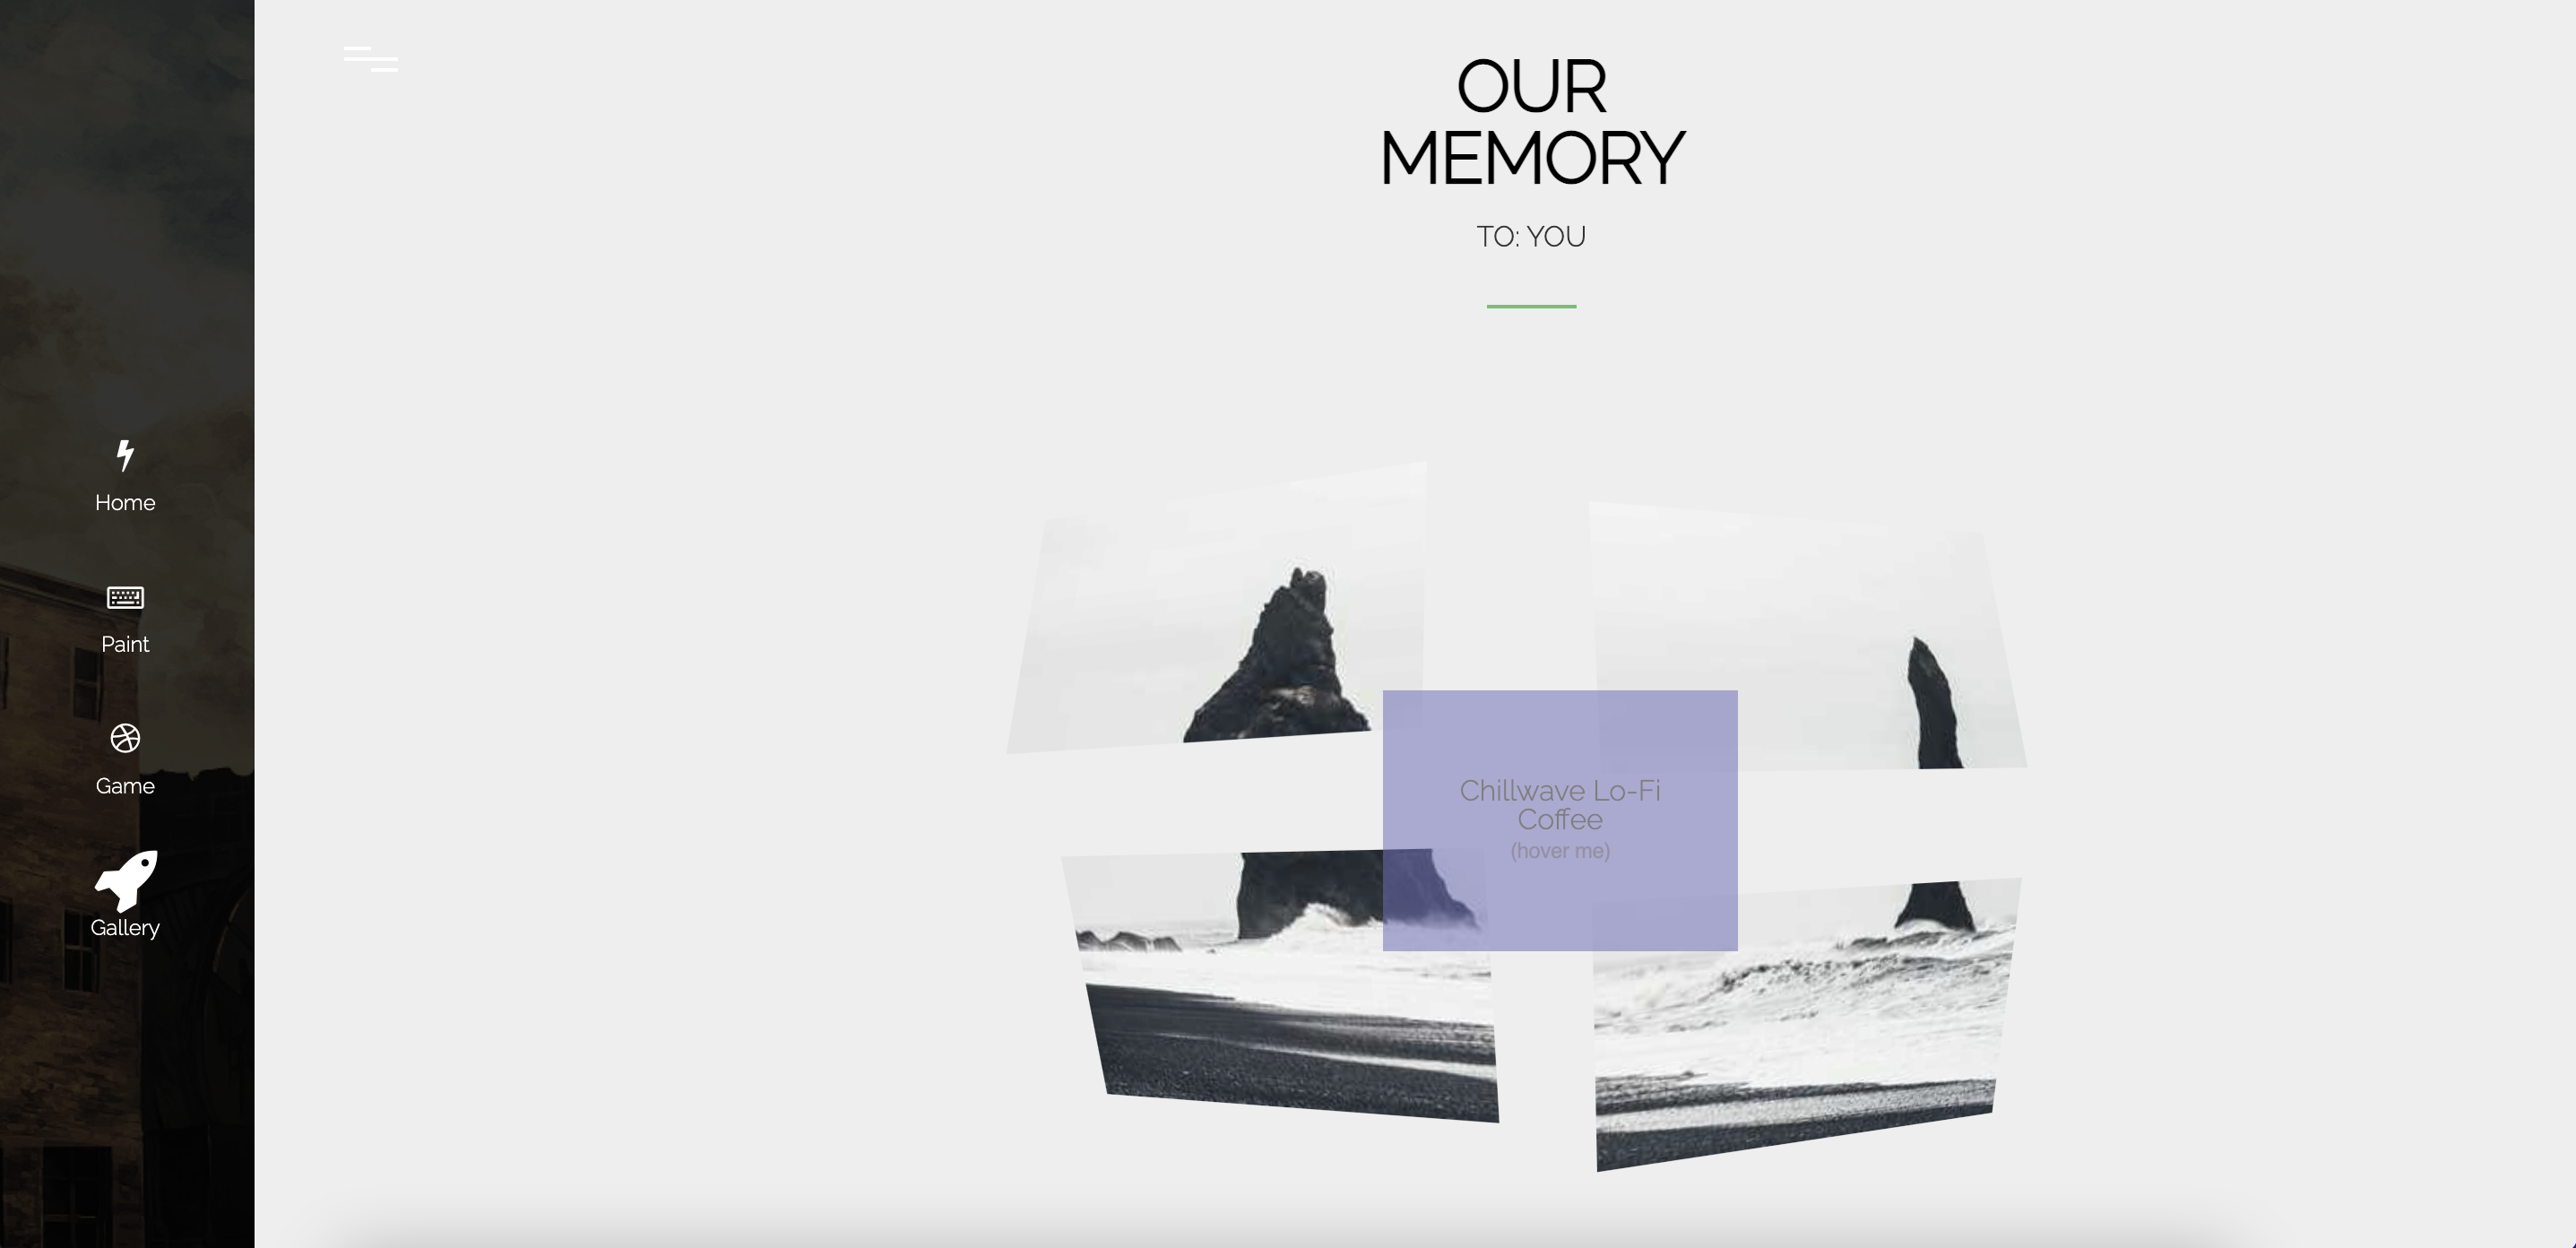 OUR
MEMORY
TO: YOU
Home
Paint
Game
Gallery
Chillwave Lo-Fi
Coffee
(hover me)